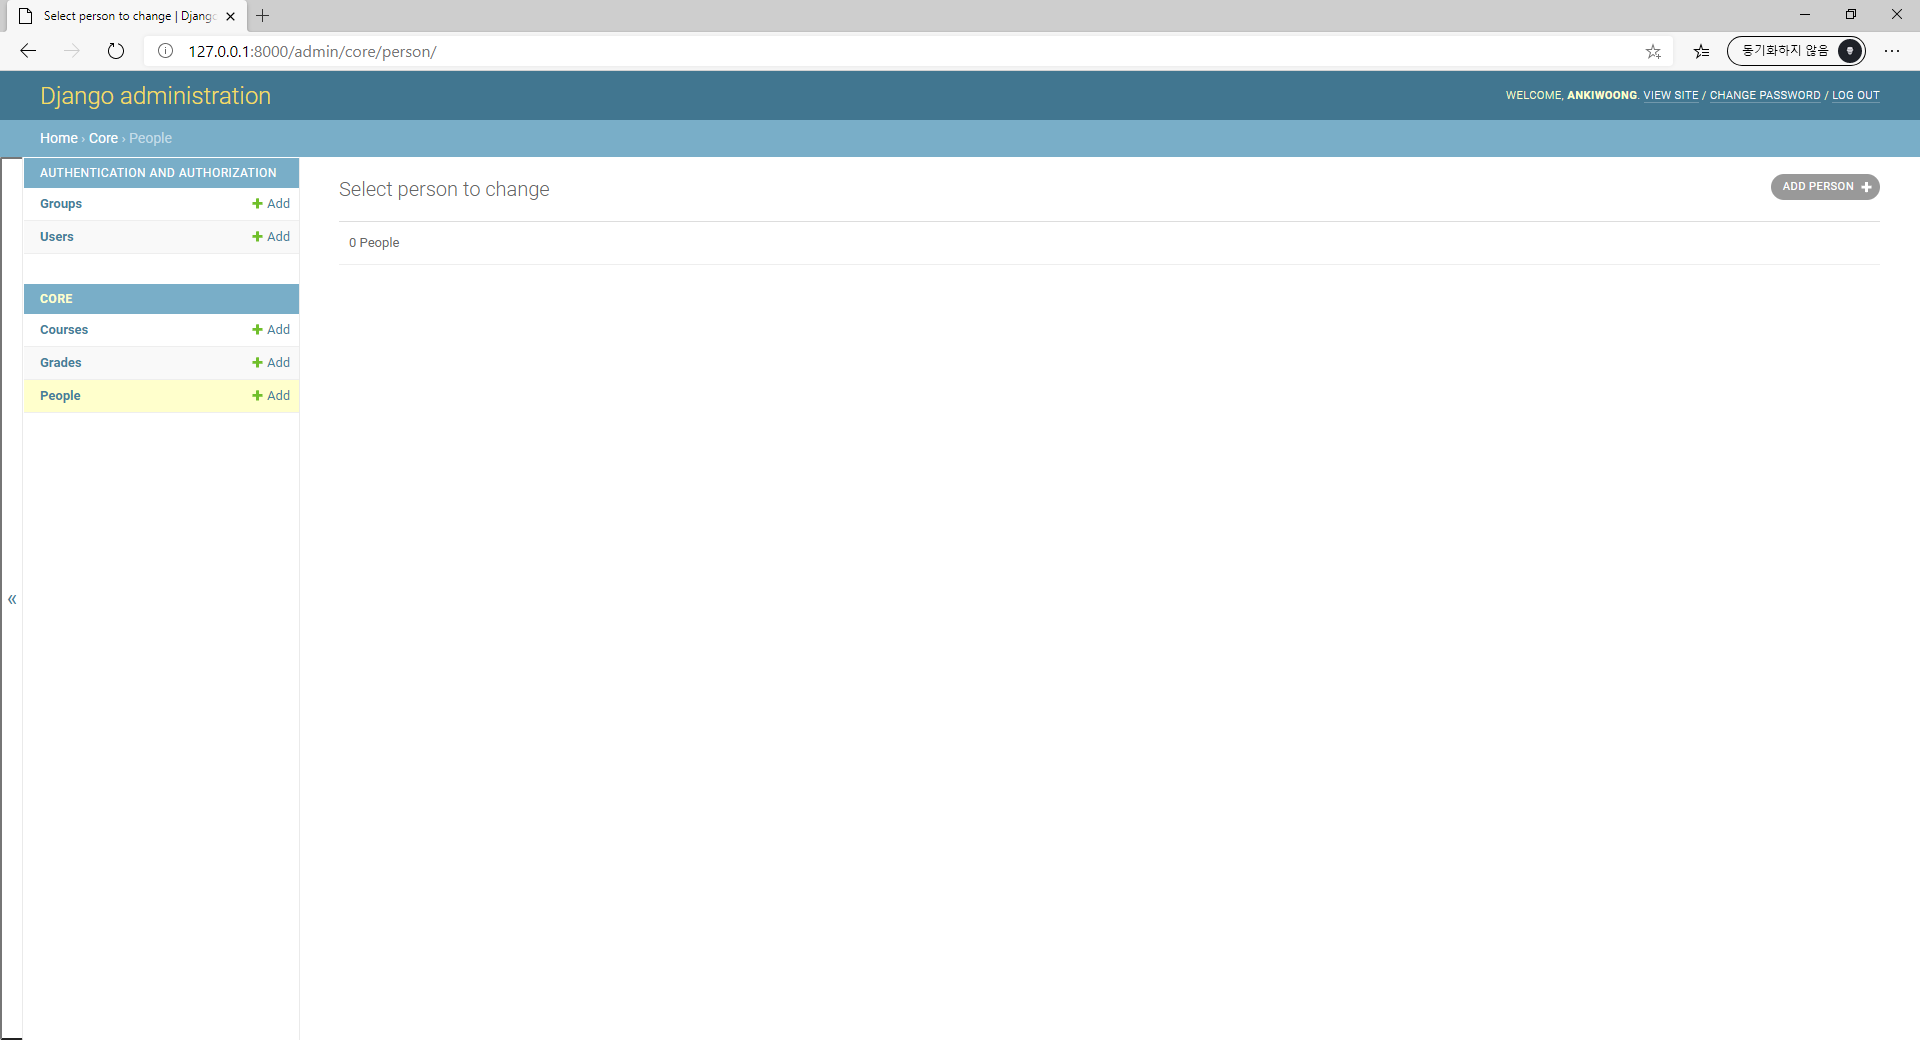 Select person to change | Djang
127.0.0.1:8000/admin/core/person/
동기화하지 않음
Django administration
WELCOME, ANKIWOONG. VIEW SITE / CHANGE PASSWORD / LOG OUT
Home › Core › People
AUTHENTICATION AND AUTHORIZATION
Groups + Add
Users + Add
CORE
Courses + Add
Grades + Add
People + Add
«
Select person to change
ADD PERSON +
0 People